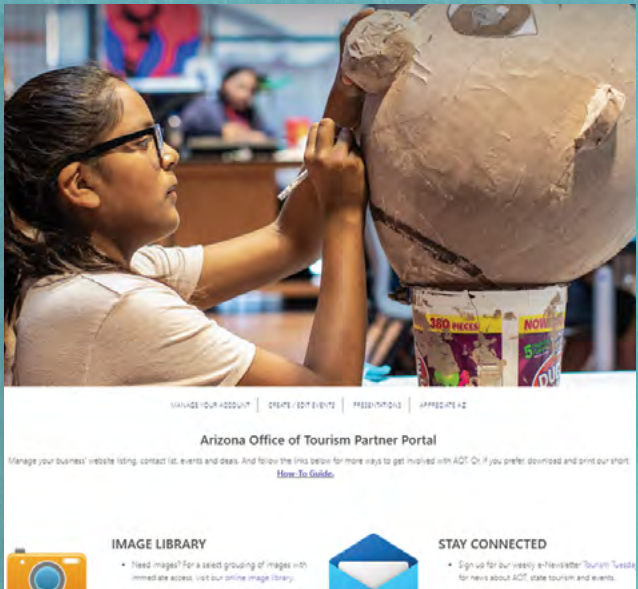 380 PIECES
NOW
5
DUB
MANAGE YOUR ACCOUNT | CREATE / EDIT EVENTS | PRESENTATIONS | APPRECIATE AZ
Arizona Office of Tourism Partner Portal
Manage your business' website listing, contact list, events and deals. And follow the links below for more ways to get involved with AOT. Or, if you prefer, download and print our short
How-To Guide.
IMAGE LIBRARY
• Need images? For a select grouping of images with
immediate access, visit our online image library.
STAY CONNECTED
• Sign up for our weekly e-Newsletter Tourism Tuesday
for news about AOT, state tourism and events.